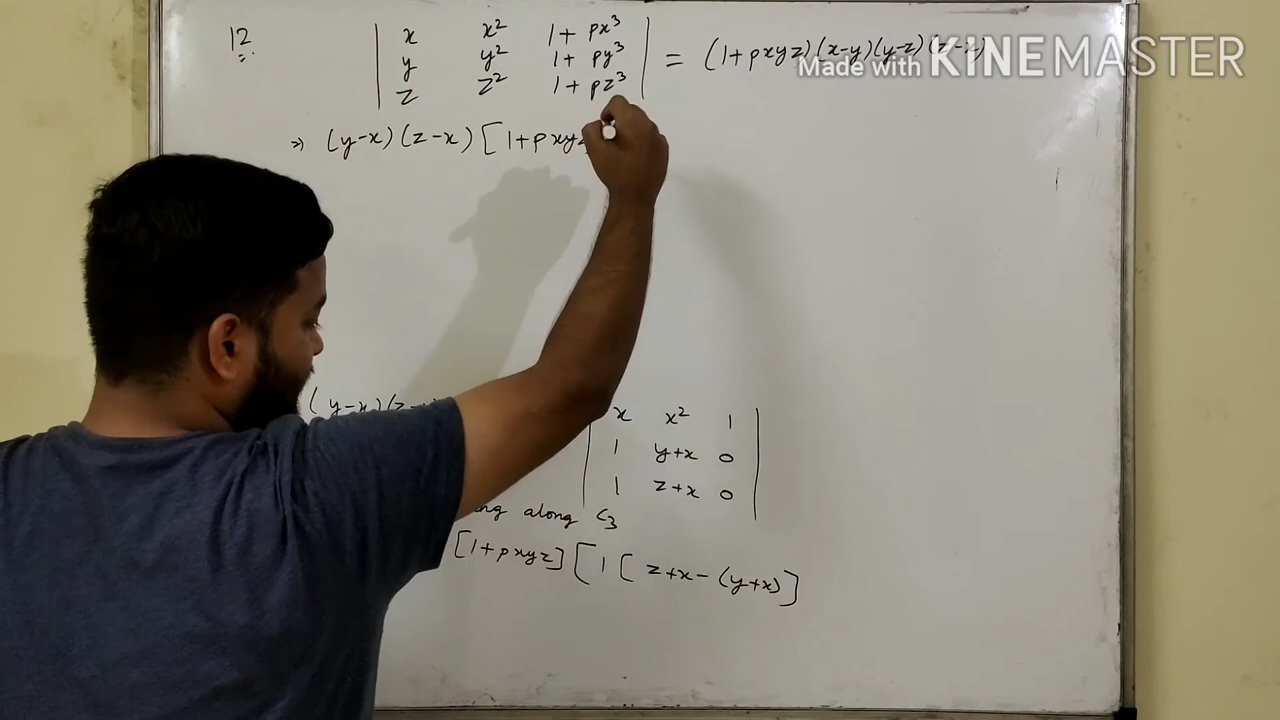 12
x x² 1 + px³
y y² 1 + py³
z z² 1 + pz³
= (1+pxyz)(x-y)(y-z)(z-
Made with KINEMASTER
⇒ (y-x)(z-x)[1+pxyz
(y-x)(z-x)
x x² 1
1 y+x 0
1 z+x 0
along C₃
[1+pxyz][1[z+x-(y+x)]